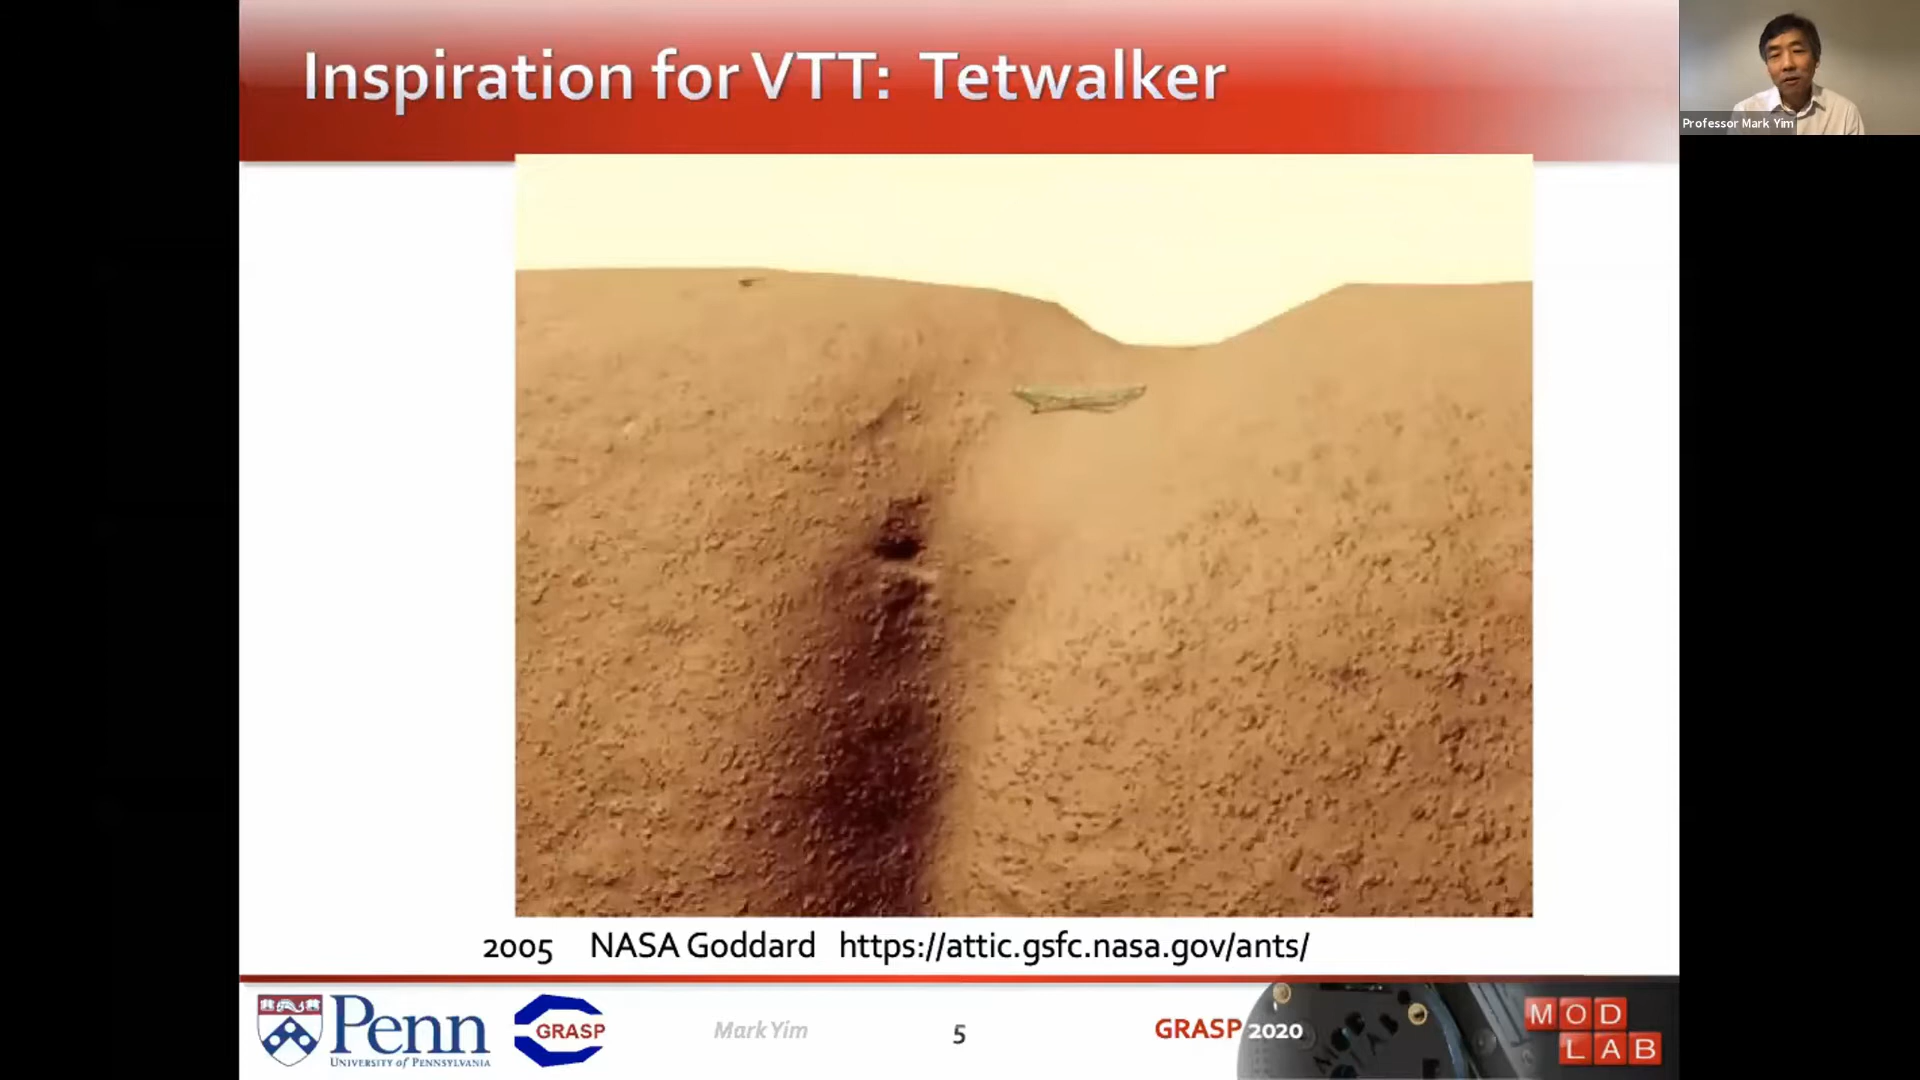 Inspiration for VTT: Tetwalker
Professor Mark Yim
2005 NASA Goddard https://attic.gsfc.nasa.gov/ants/
Penn
UNIVERSITY of PENNSYLVANIA
GRASP
Mark Yim
5
GRASP 2020
MOD
LAB